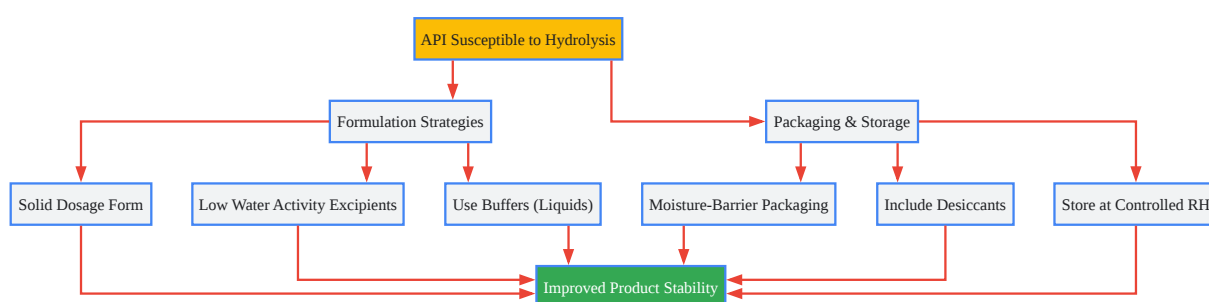 API Susceptible to Hydrolysis
Formulation Strategies
Packaging & Storage
Solid Dosage Form
Low Water Activity Excipients
Use Buffers (Liquids)
Moisture-Barrier Packaging
Include Desiccants
Store at Controlled RH
Improved Product Stability